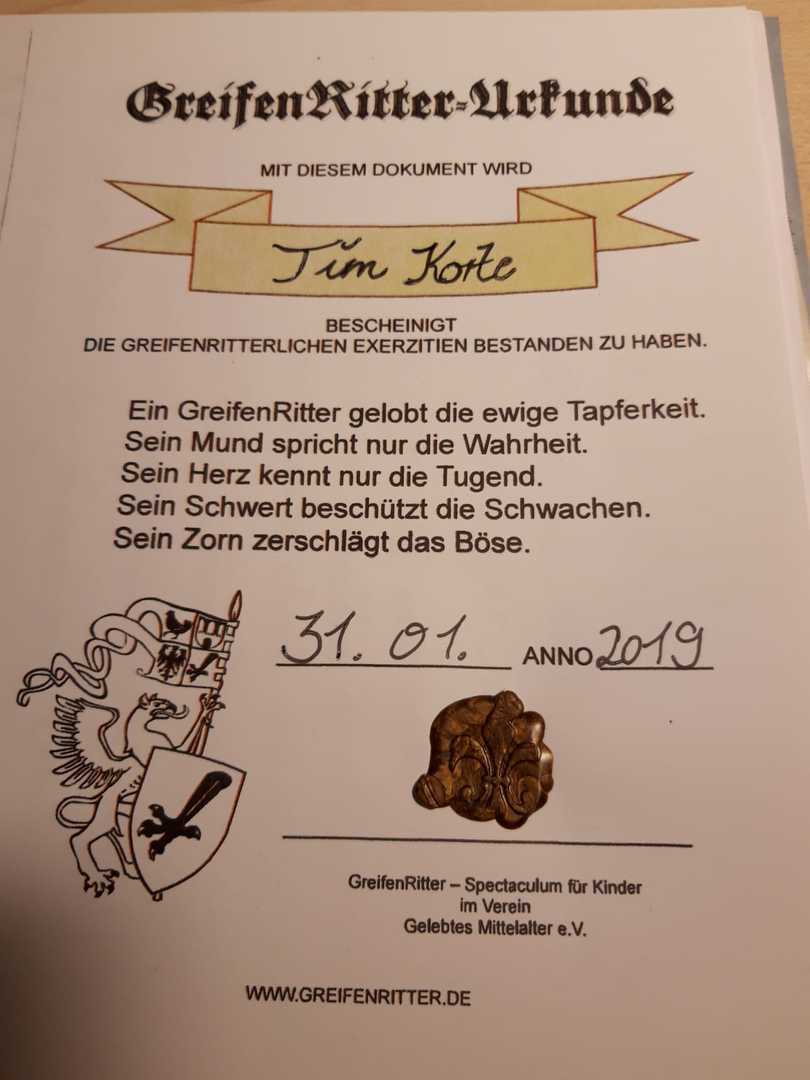 GreifenRitter-Urkunde
MIT DIESEM DOKUMENT WIRD
Tim Korte
BESCHEINIGT
DIE GREIFENRITTERLICHEN EXERZITIEN BESTANDEN ZU HABEN.
Ein GreifenRitter gelobt die ewige Tapferkeit.
Sein Mund spricht nur die Wahrheit.
Sein Herz kennt nur die Tugend.
Sein Schwert beschützt die Schwachen.
Sein Zorn zerschlägt das Böse.
31. 01. ANNO 2019
GreifenRitter – Spectaculum für Kinder
im Verein
Gelebtes Mittelalter e.V.
WWW.GREIFENRITTER.DE